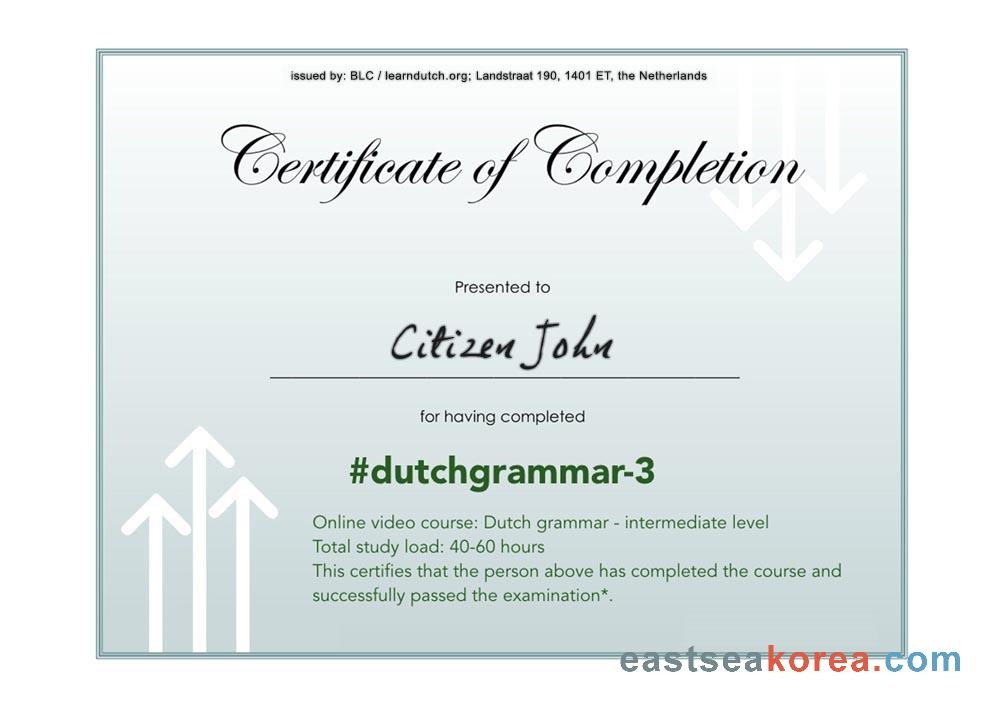 issued by: BLC / learndutch.org; Landstraat 190, 1401 ET, the Netherlands
Certificate of Completion
Presented to
Citizen John
for having completed
#dutchgrammar-3
Online video course: Dutch grammar - intermediate level
Total study load: 40-60 hours
This certifies that the person above has completed the course and
successfully passed the examination*.
eastseakorea.com